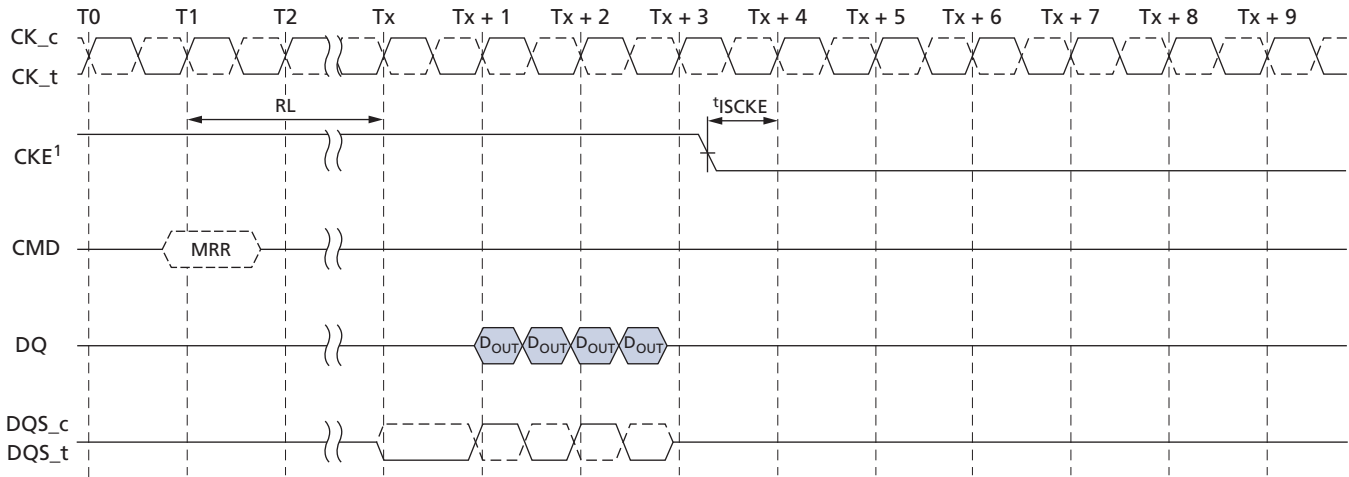 T0 T1 T2 Tx Tx + 1 Tx + 2 Tx + 3 Tx + 4 Tx + 5 Tx + 6 Tx + 7 Tx + 8 Tx + 9
CK_c
CK_t
RL tISCKE
CKE1
CMD MRR
DQ DOUT DOUT DOUT DOUT
DQS_c
DQS_t